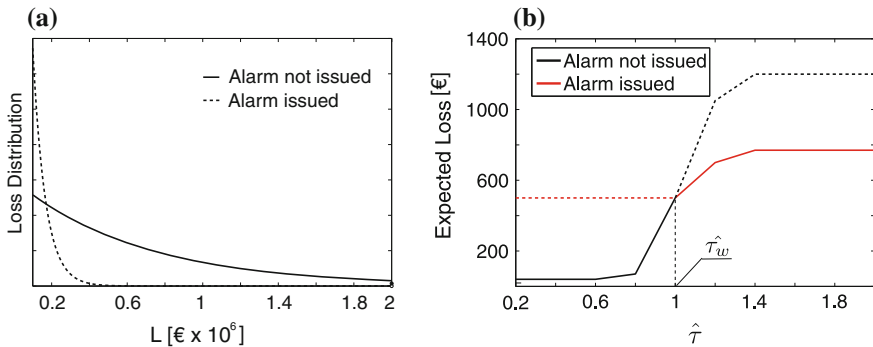 (a)
Loss Distribution
Alarm not issued
Alarm issued
0.2 0.6 1 1.4 1.8 2
L [€ x 10⁶]
(b)
Expected Loss [€]
1400
1000
600
200
Alarm not issued
Alarm issued
τ̂_w
0.2 0.6 1 1.4 1.8
τ̂